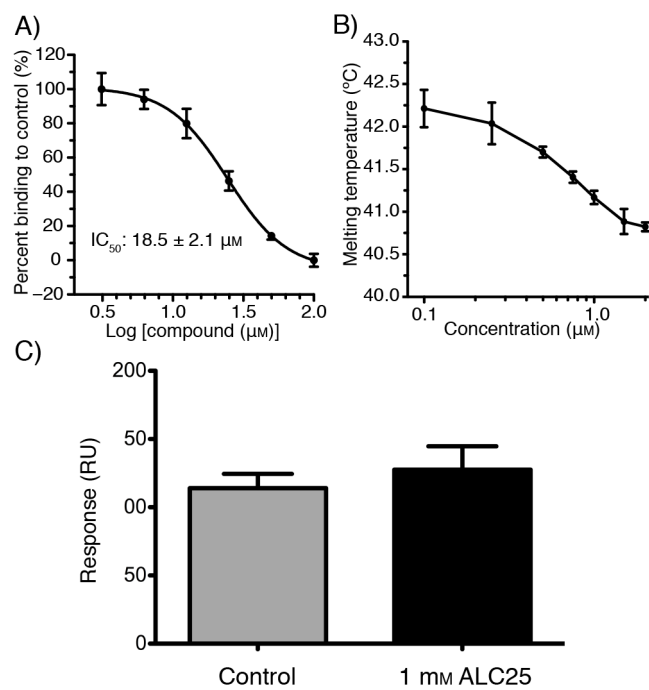 A)
Percent binding to control (%)
120
100
80
60
40
20
0
−20
IC50: 18.5 ± 2.1 µM
0.5
1.0
1.5
2.0
Log [compound (µM)]
B)
Melting temperature (ºC)
43.0
42.5
42.0
41.5
41.0
40.5
40.0
0.1
1.0
Concentration (µM)
C)
Response (RU)
200
50
00
50
0
Control
1 mM ALC25